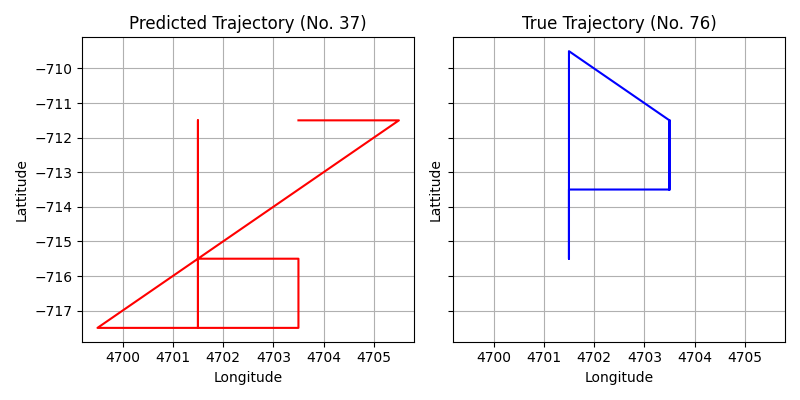 Predicted Trajectory (No. 37)
True Trajectory (No. 76)
Lattitude
−710
−711
−712
−713
−714
−715
−716
−717
4700 4701 4702 4703 4704 4705
Longitude
Lattitude
4700 4701 4702 4703 4704 4705
Longitude